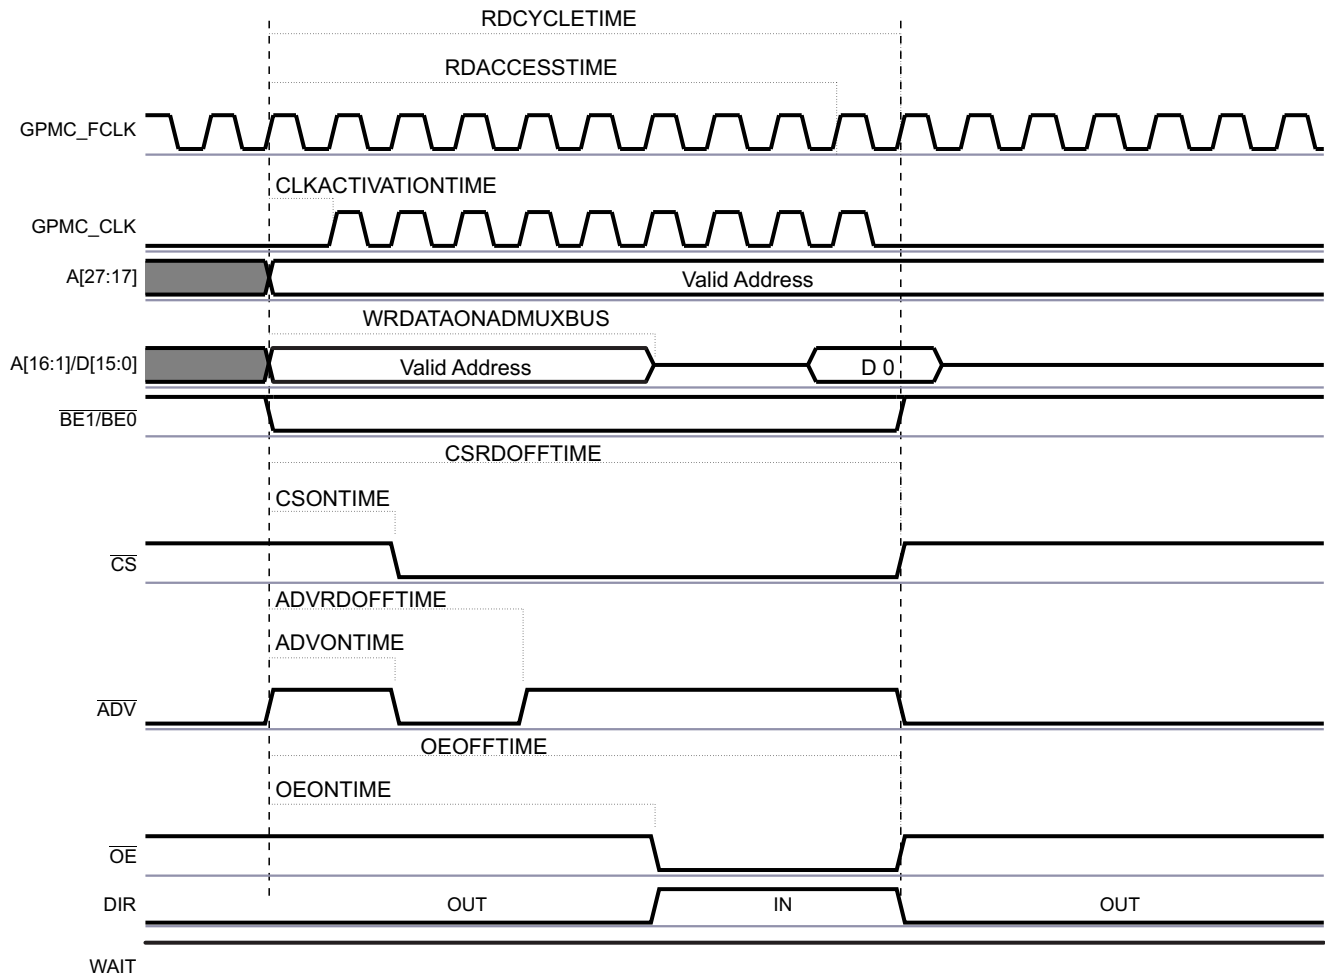 RDCYCLETIME
RDACCESSTIME
GPMC_FCLK
CLKACTIVATIONTIME
GPMC_CLK
A[27:17]
Valid Address
WRDATAONADMUXBUS
A[16:1]/D[15:0]
Valid Address
D 0
BE1/BE0
CSRDOFFTIME
CSONTIME
CS
ADVRDOFFTIME
ADVONTIME
ADV
OEOFFTIME
OEONTIME
OE
DIR
OUT
IN
OUT
WAIT